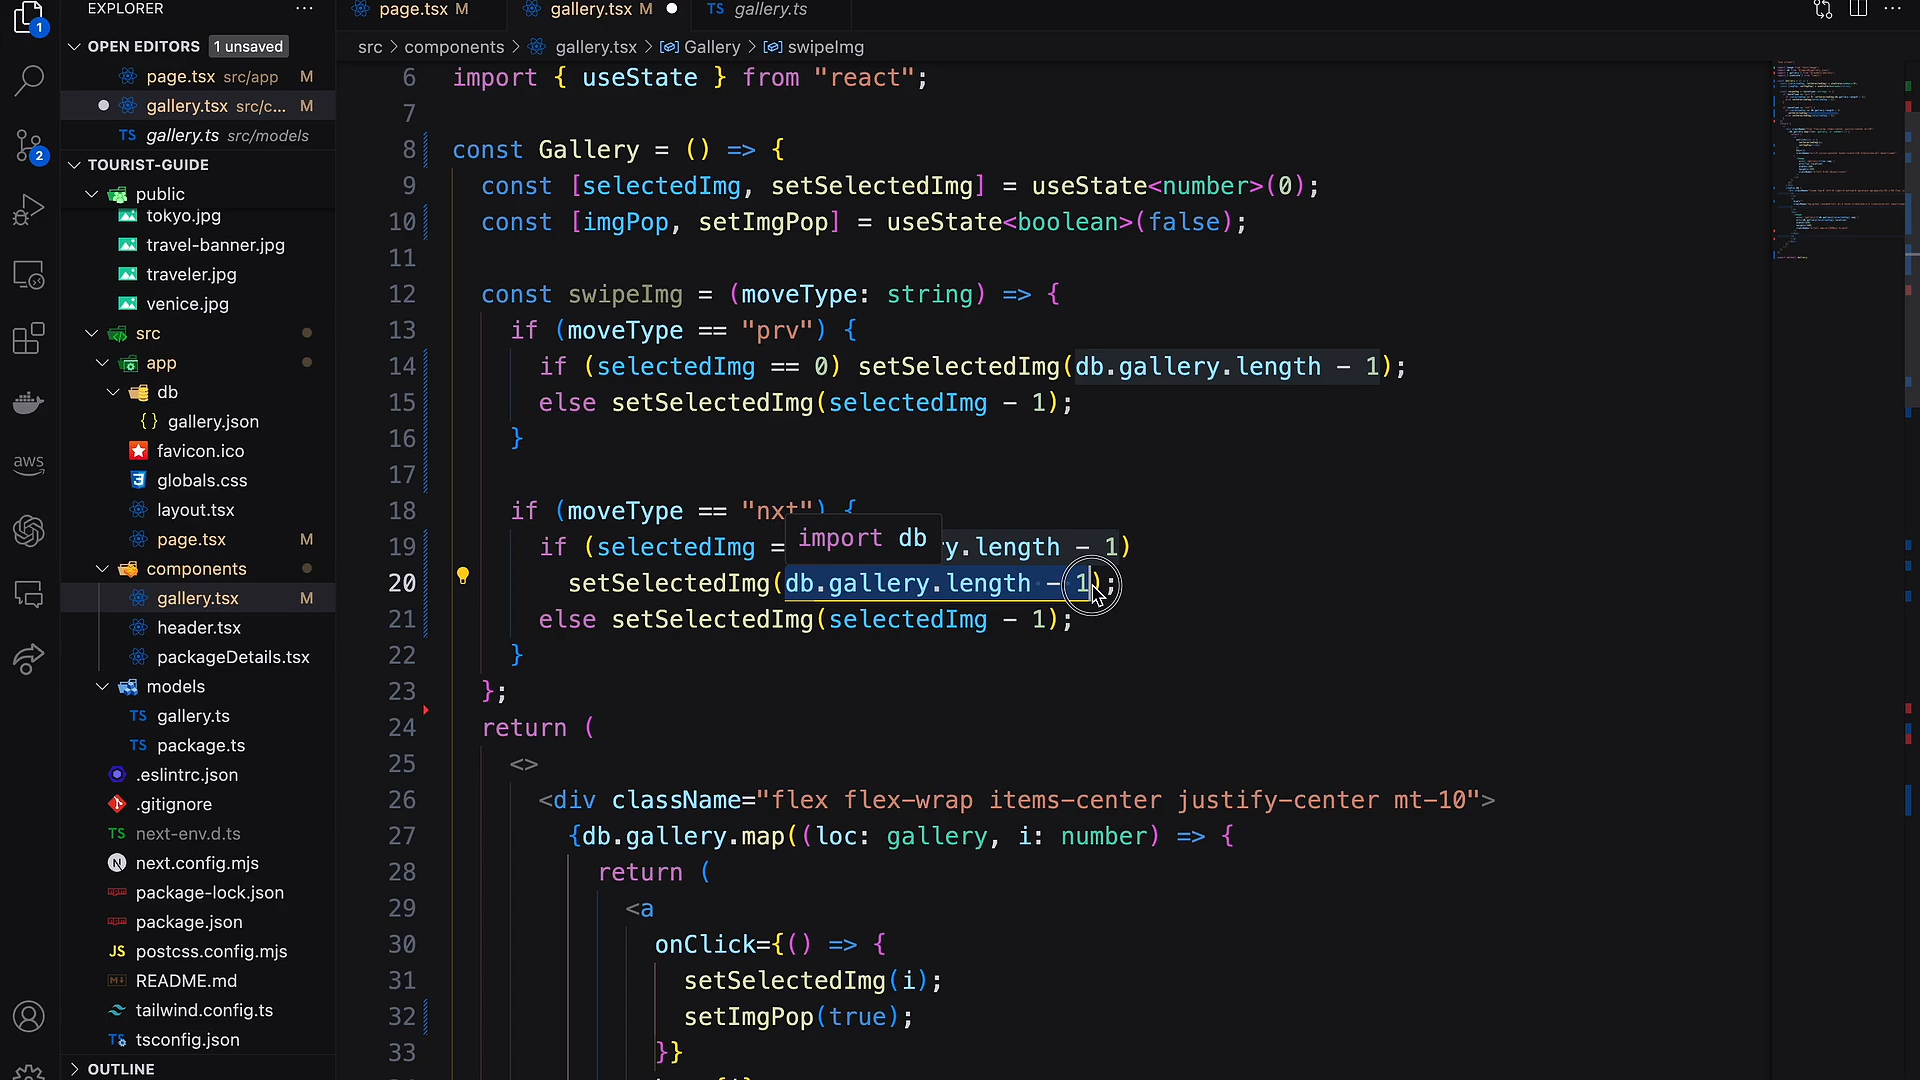 EXPLORER ...
1
OPEN EDITORS 1 unsaved
page.tsx src/app M
gallery.tsx src/c... M
TS gallery.ts src/models
2
TOURIST-GUIDE
public
tokyo.jpg
travel-banner.jpg
traveler.jpg
venice.jpg
src
app
db
{} gallery.json
favicon.ico
globals.css
layout.tsx
page.tsx M
components
gallery.tsx M
header.tsx
packageDetails.tsx
models
TS gallery.ts
TS package.ts
.eslintrc.json
.gitignore
TS next-env.d.ts
N next.config.mjs
package-lock.json
package.json
JS postcss.config.mjs
README.md
tailwind.config.ts
TS tsconfig.json
OUTLINE
aws
page.tsx M
gallery.tsx M
TS gallery.ts
src > components > gallery.tsx > Gallery > swipeImg
6 import { useState } from "react";
7
8 const Gallery = () => {
9 const [selectedImg, setSelectedImg] = useState<number>(0);
10 const [imgPop, setImgPop] = useState<boolean>(false);
11
12 const swipeImg = (moveType: string) => {
13 if (moveType == "prv") {
14 if (selectedImg == 0) setSelectedImg(db.gallery.length - 1);
15 else setSelectedImg(selectedImg - 1);
16 }
17
18 if (moveType == "nxt") {
import db
19 if (selectedImg = y.length - 1)
20 setSelectedImg(db.gallery.length - 1);
21 else setSelectedImg(selectedImg - 1);
22 }
23 };
24 return (
25 <>
26 <div className="flex flex-wrap items-center justify-center mt-10">
27 {db.gallery.map((loc: gallery, i: number) => {
28 return (
29 <a
30 onClick={() => {
31 setSelectedImg(i);
32 setImgPop(true);
33 }}